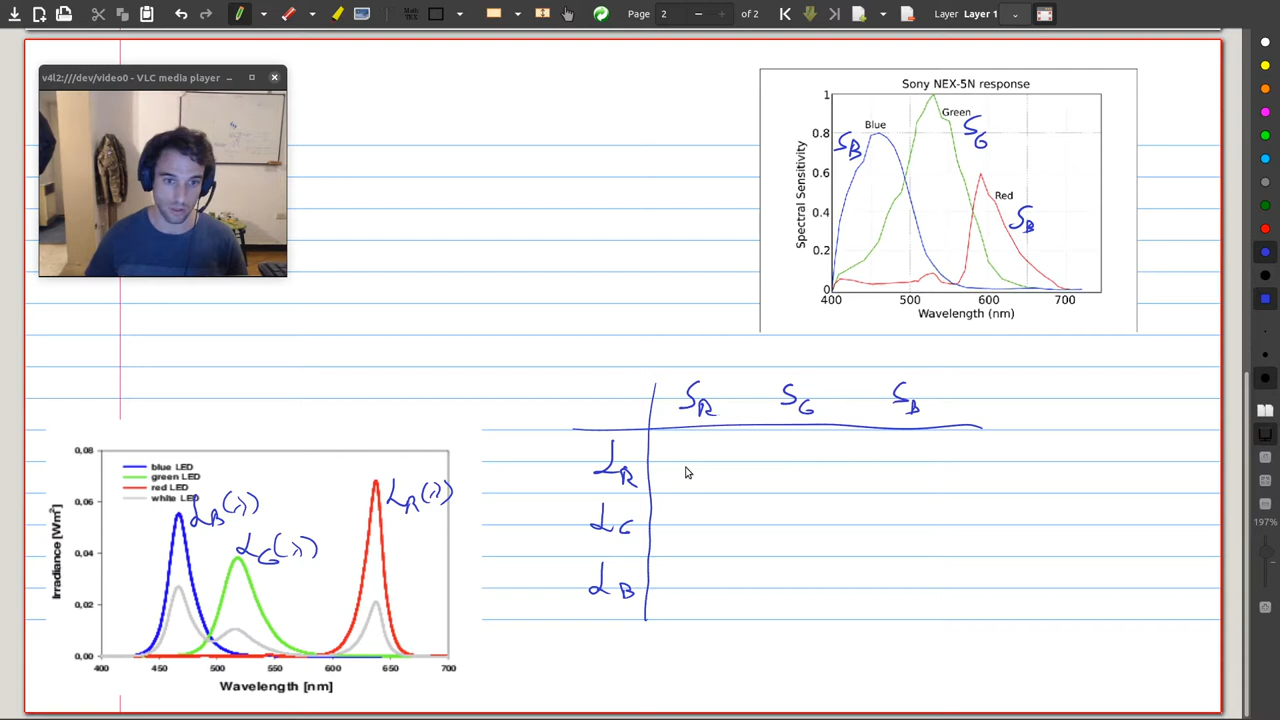 Page 2 of 2 Layer Layer 1
Math TEX
v4l2:///dev/video0 - VLC media player
Sony NEX-5N response
1
0.8
0.6
0.4
0.2
0
Spectral Sensitivity
Blue
Green
Red
S_B
S_G
S_B
400 500 600 700
Wavelength (nm)
S_R S_G S_B
L_R
L_G
L_B
0,08
0,06
0,04
0,02
0,00
Irradiance [Wm²]
blue LED
green LED
red LED
white LED
L_B(λ)
L_G(λ)
L_R(λ)
400 450 500 550 600 650 700
Wavelength [nm]
197%